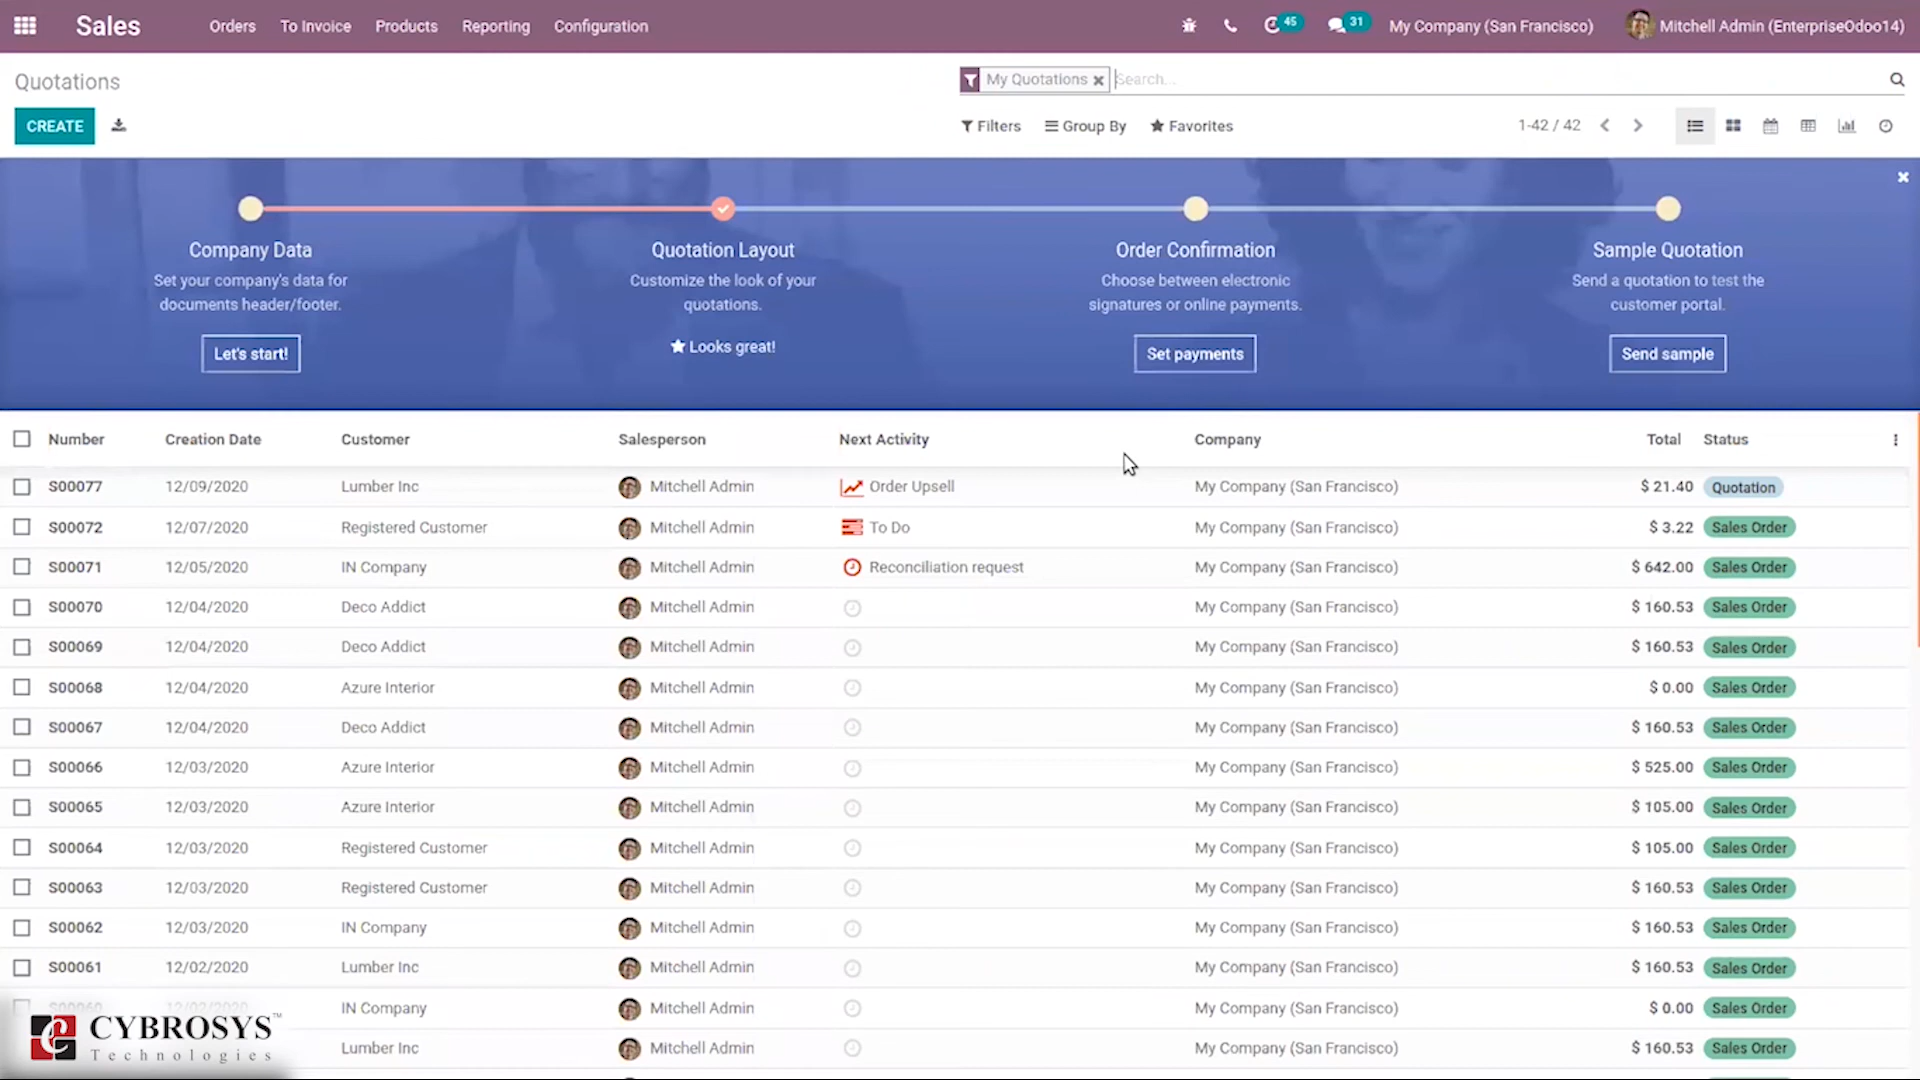 Sales Orders To Invoice Products Reporting Configuration 45 31 My Company (San Francisco) Mitchell Admin (EnterpriseOdoo14)
Quotations My Quotations Search...
CREATE Filters Group By Favorites 1-42 / 42
Company Data Quotation Layout Order Confirmation Sample Quotation
Set your company's data for Customize the look of your Choose between electronic Send a quotation to test the
documents header/footer. quotations. signatures or online payments. customer portal.
Let's start! Looks great! Set payments Send sample
Number Creation Date Customer Salesperson Next Activity Company Total Status
S00077 12/09/2020 Lumber Inc Mitchell Admin Order Upsell My Company (San Francisco) $ 21.40 Quotation
S00072 12/07/2020 Registered Customer Mitchell Admin To Do My Company (San Francisco) $ 3.22 Sales Order
S00071 12/05/2020 IN Company Mitchell Admin Reconciliation request My Company (San Francisco) $ 642.00 Sales Order
S00070 12/04/2020 Deco Addict Mitchell Admin My Company (San Francisco) $ 160.53 Sales Order
S00069 12/04/2020 Deco Addict Mitchell Admin My Company (San Francisco) $ 160.53 Sales Order
S00068 12/04/2020 Azure Interior Mitchell Admin My Company (San Francisco) $ 0.00 Sales Order
S00067 12/04/2020 Deco Addict Mitchell Admin My Company (San Francisco) $ 160.53 Sales Order
S00066 12/03/2020 Azure Interior Mitchell Admin My Company (San Francisco) $ 525.00 Sales Order
S00065 12/03/2020 Azure Interior Mitchell Admin My Company (San Francisco) $ 105.00 Sales Order
S00064 12/03/2020 Registered Customer Mitchell Admin My Company (San Francisco) $ 105.00 Sales Order
S00063 12/03/2020 Registered Customer Mitchell Admin My Company (San Francisco) $ 160.53 Sales Order
S00062 12/03/2020 IN Company Mitchell Admin My Company (San Francisco) $ 160.53 Sales Order
S00061 12/02/2020 Lumber Inc Mitchell Admin My Company (San Francisco) $ 160.53 Sales Order
S00060 12/02/2020 IN Company Mitchell Admin My Company (San Francisco) $ 0.00 Sales Order
Lumber Inc Mitchell Admin My Company (San Francisco) $ 160.53 Sales Order
CYBROSYS™
Technologies